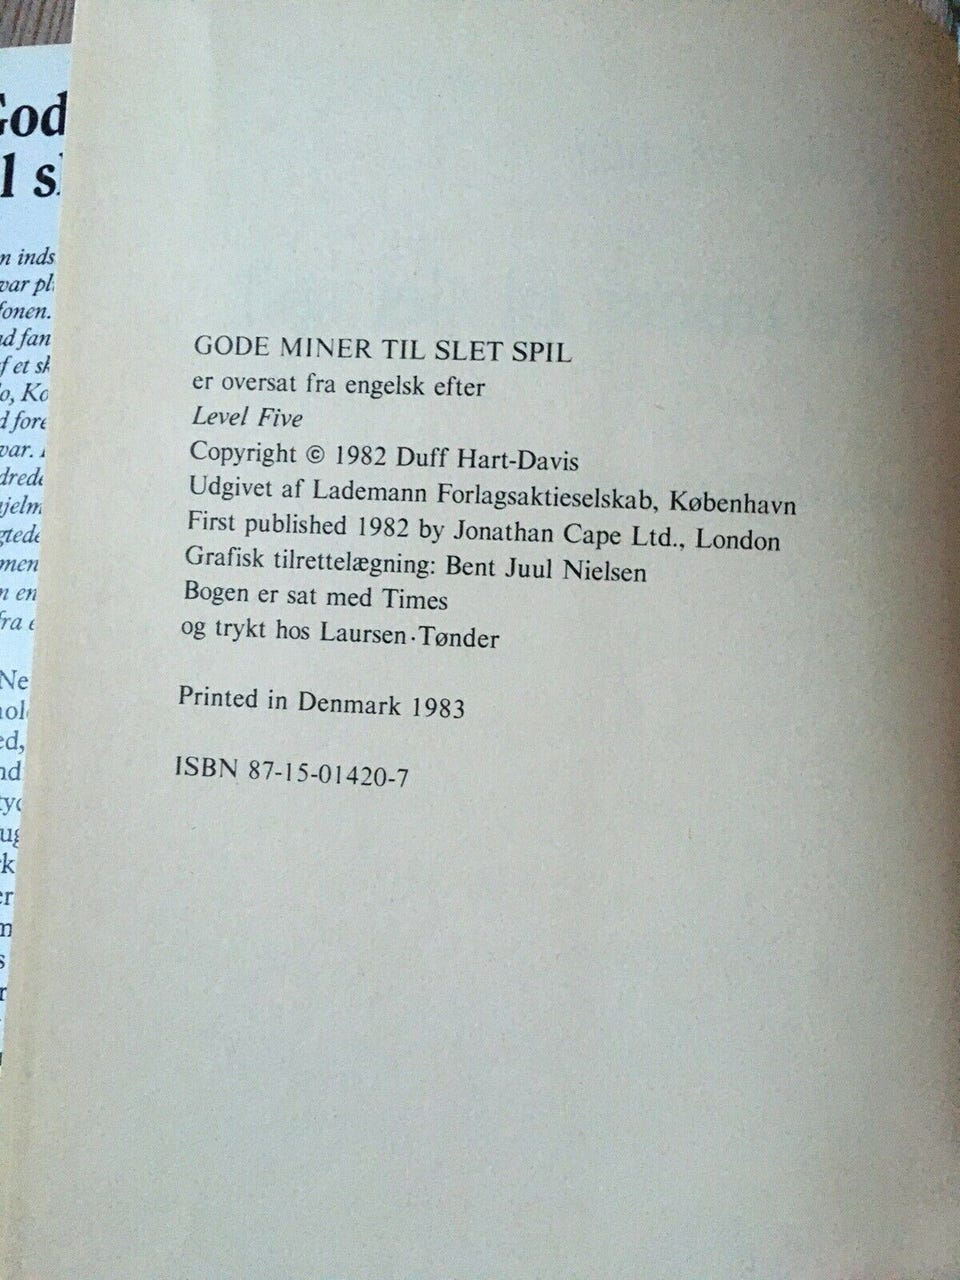 GODE MINER TIL SLET SPIL
er oversat fra engelsk efter
Level Five
Copyright © 1982 Duff Hart-Davis
Udgivet af Lademann Forlagsaktieselskab, København
First published 1982 by Jonathan Cape Ltd., London
Grafisk tilrettelægning: Bent Juul Nielsen
Bogen er sat med Times
og trykt hos Laursen·Tønder
Printed in Denmark 1983
ISBN 87-15-01420-7